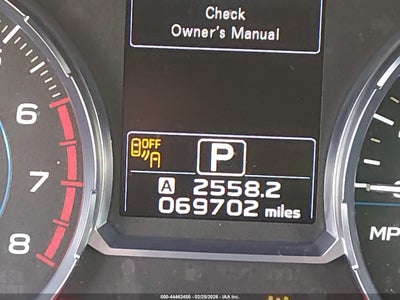 Check
Owner's Manual
6
7
8
OFF
A
P
A 2558.2
069702 miles
MP
000-44463450 - 02/25/2026 - IAA Inc.